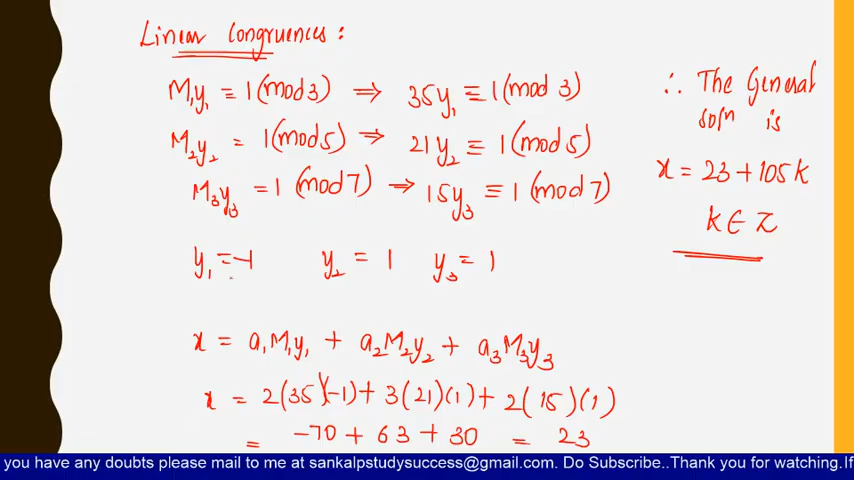 Linear Congruences :
M₁y₁ ≡ 1 (mod 3) ⇒ 35y₁ ≡ 1 (mod 3)
M₂y₂ = 1 (mod 5) ⇒ 21y₂ ≡ 1 (mod 5)
M₃y₃ = 1 (mod 7) → 15y₃ ≡ 1 (mod 7)
y₁ = -1 y₂ = 1 y₃ = 1
x = a₁M₁y₁ + a₂M₂y₂ + a₃M₃y₃
x = 2(35)(-1) + 3(21)(1) + 2(15)(1)
= -70 + 63 + 30 = 23
∴ The General
soln is
x = 23 + 105k
k ∈ Z
you have any doubts please mail to me at sankalpstudysuccess@gmail.com. Do Subscribe..Thank you for watching.If